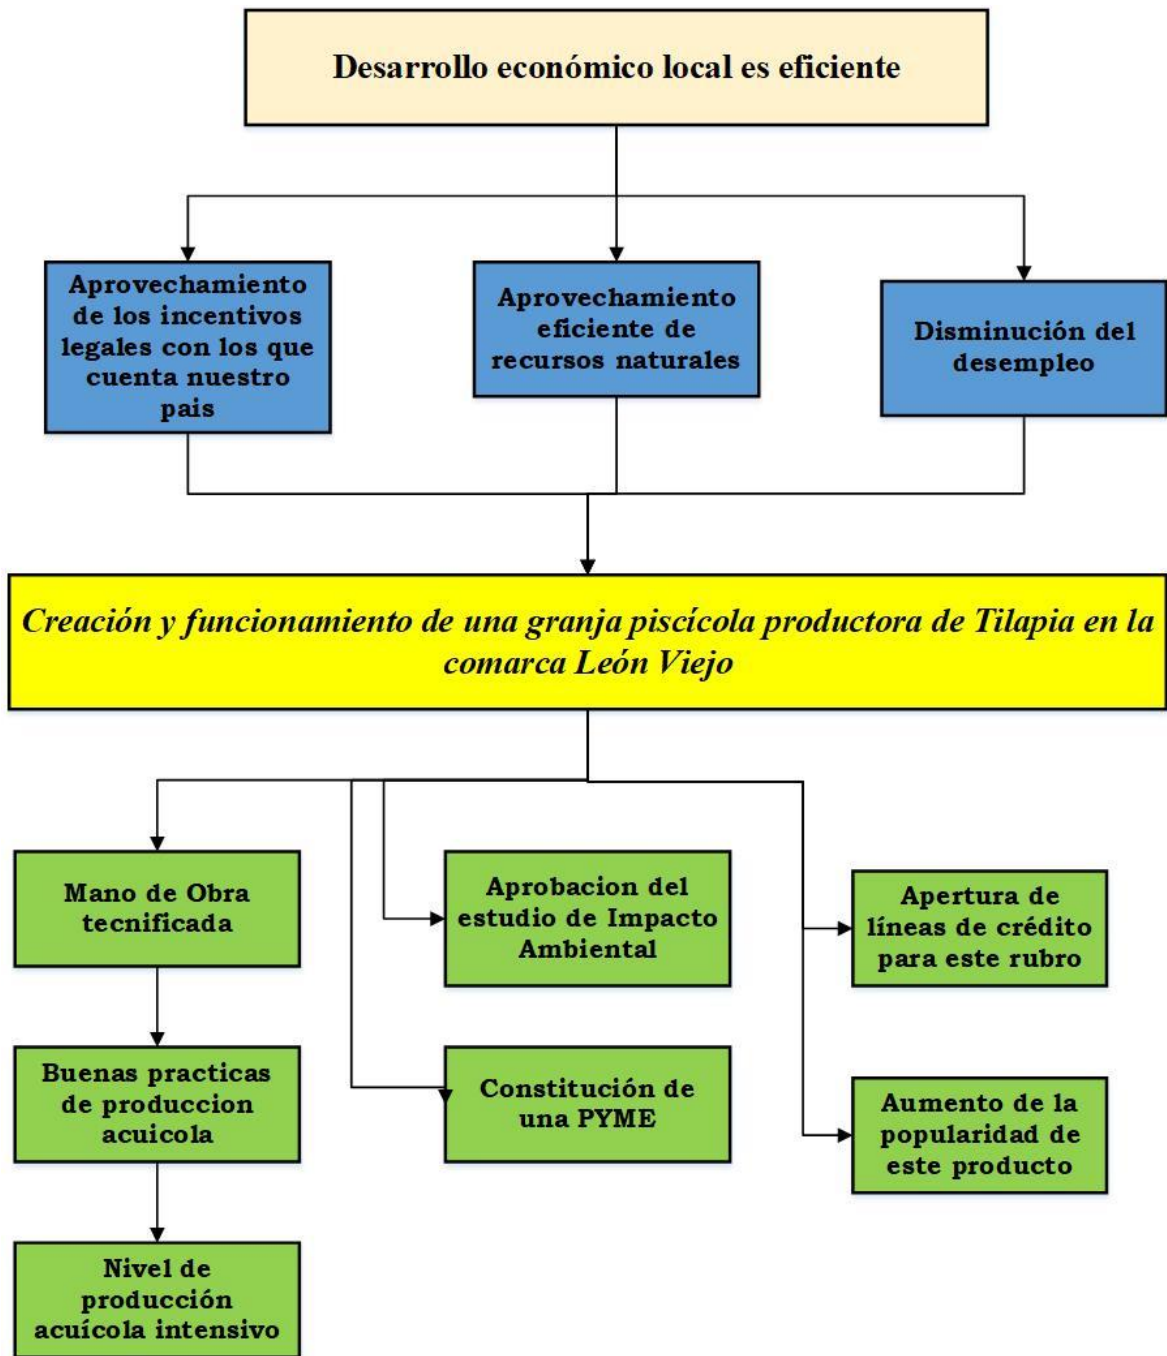 Desarrollo económico local es eficiente
Aprovechamiento
de los incentivos
legales con los que
cuenta nuestro
pais
Aprovechamiento
eficiente de
recursos naturales
Disminución del
desempleo
Creación y funcionamiento de una granja piscícola productora de Tilapia en la
comarca León Viejo
Mano de Obra
tecnificada
Aprobacion del
estudio de Impacto
Ambiental
Apertura de
líneas de crédito
para este rubro
Buenas practicas
de produccion
acuicola
Constitución de
una PYME
Aumento de la
popularidad de
este producto
Nivel de
producción
acuícola intensivo